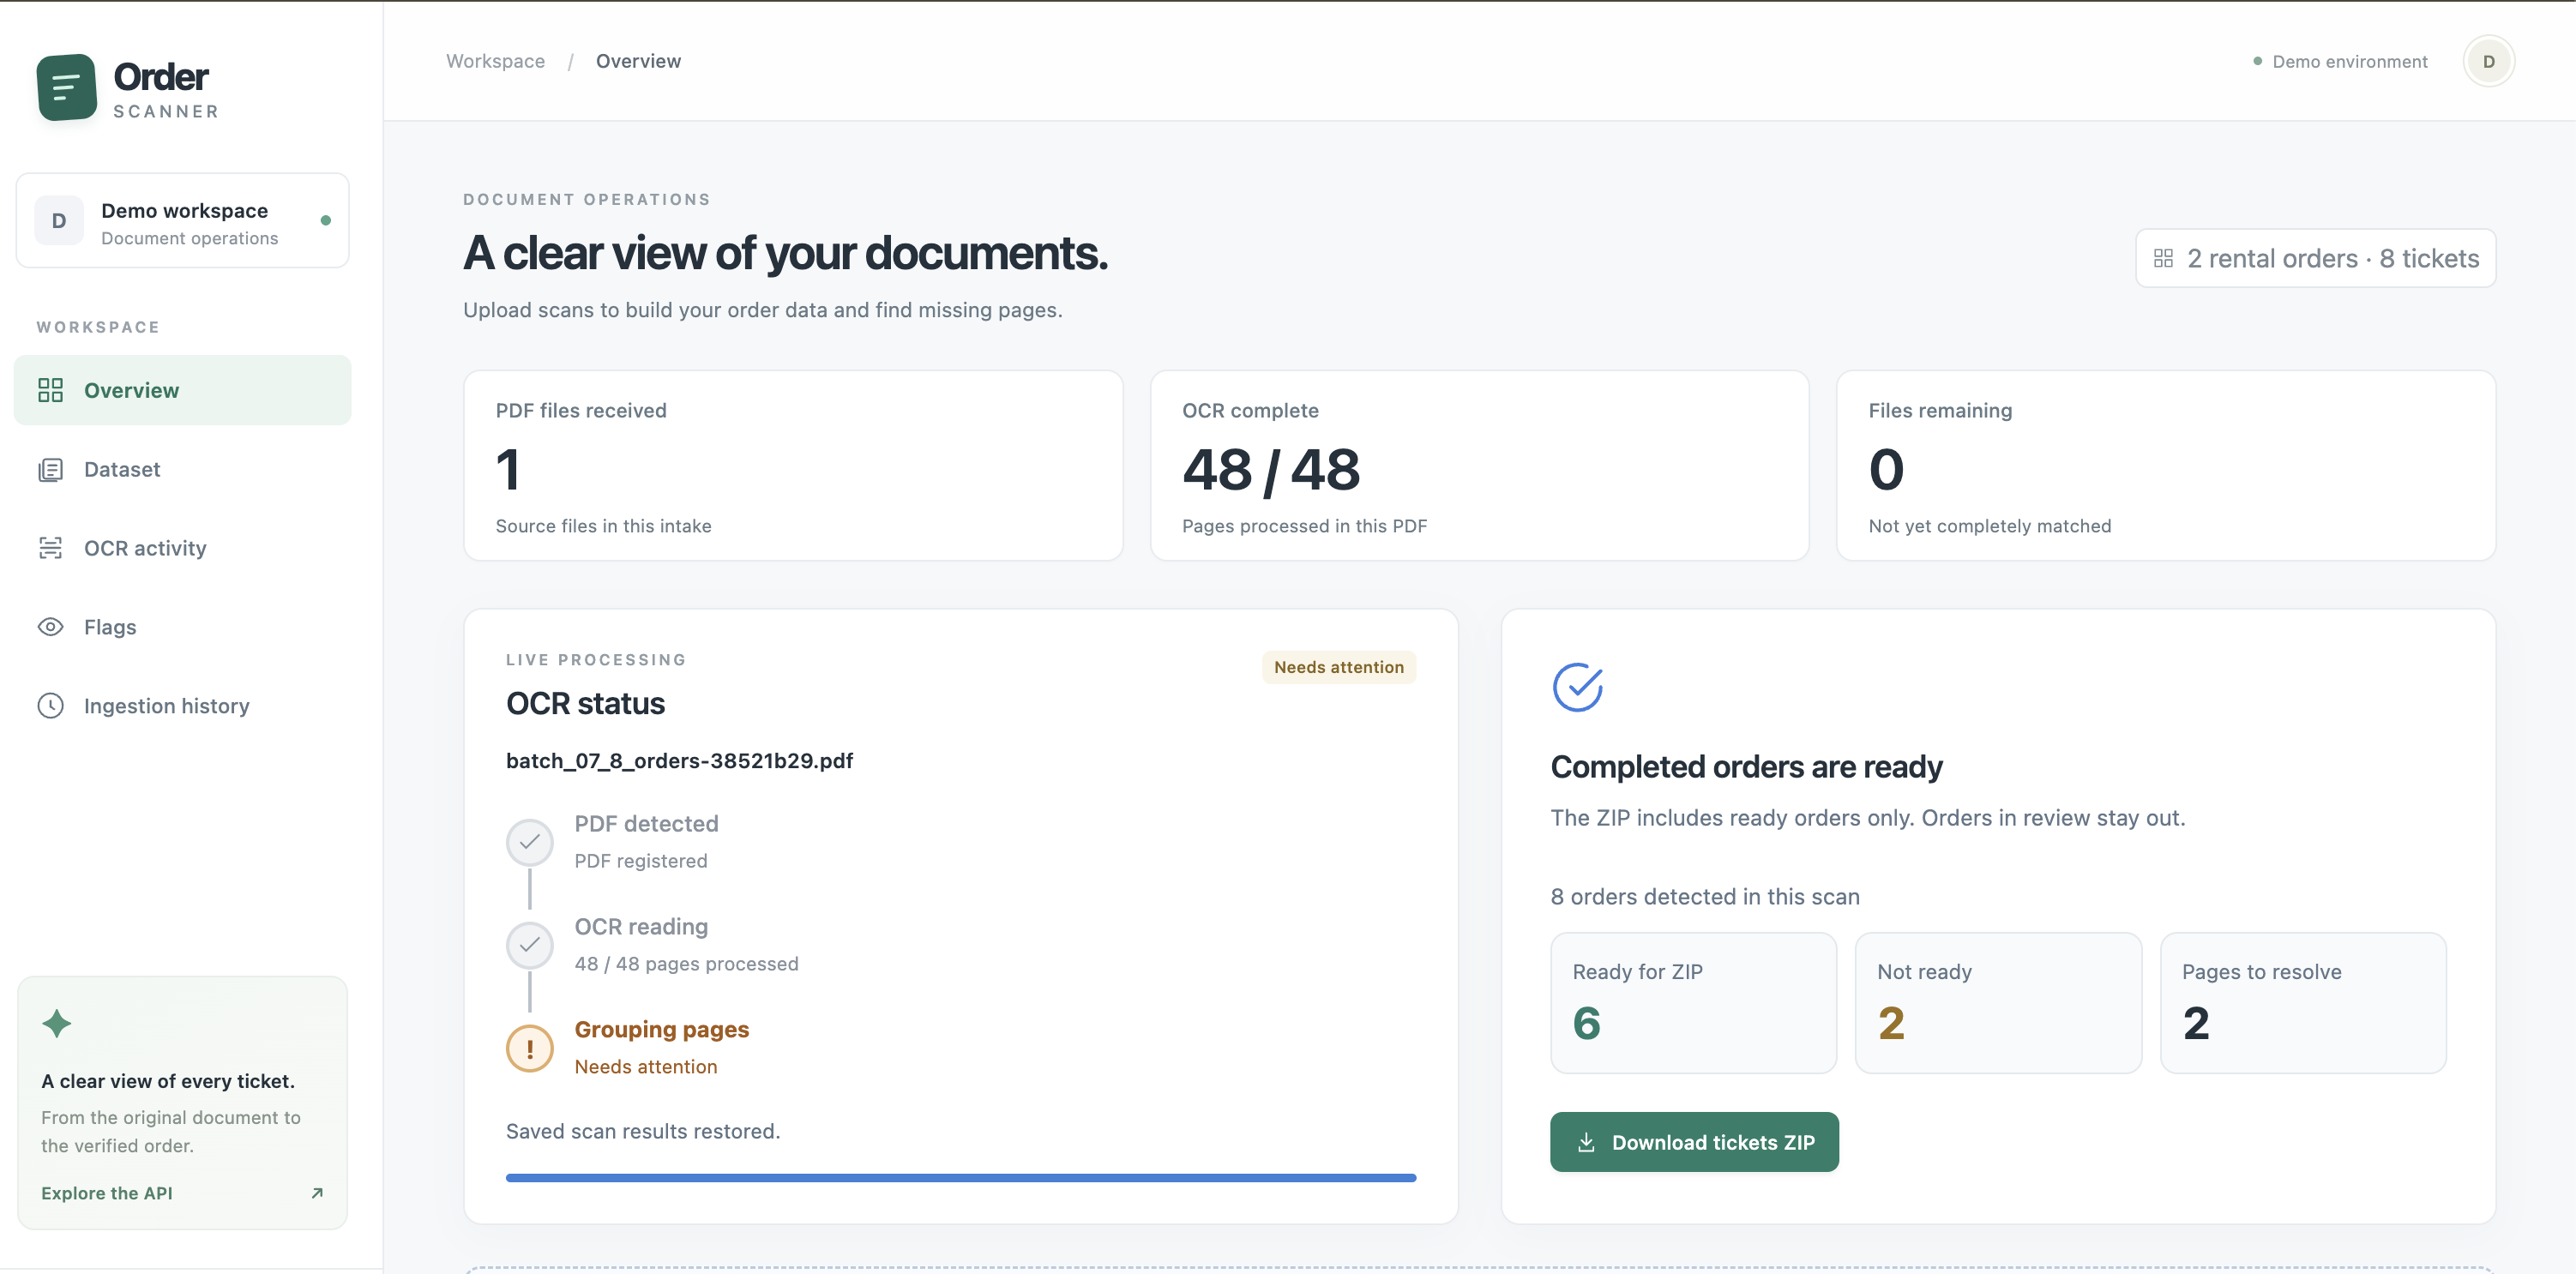 Order
SCANNER
D
Demo workspace
Document operations
WORKSPACE
Overview
Dataset
OCR activity
Flags
Ingestion history
A clear view of every ticket.
From the original document to
the verified order.
Explore the API
Workspace / Overview
Demo environment
D
DOCUMENT OPERATIONS
A clear view of your documents.
Upload scans to build your order data and find missing pages.
2 rental orders · 8 tickets
PDF files received
1
Source files in this intake
OCR complete
48 / 48
Pages processed in this PDF
Files remaining
0
Not yet completely matched
LIVE PROCESSING
Needs attention
OCR status
batch_07_8_orders-38521b29.pdf
PDF detected
PDF registered
OCR reading
48 / 48 pages processed
!
Grouping pages
Needs attention
Saved scan results restored.
Completed orders are ready
The ZIP includes ready orders only. Orders in review stay out.
8 orders detected in this scan
Ready for ZIP
6
Not ready
2
Pages to resolve
2
Download tickets ZIP